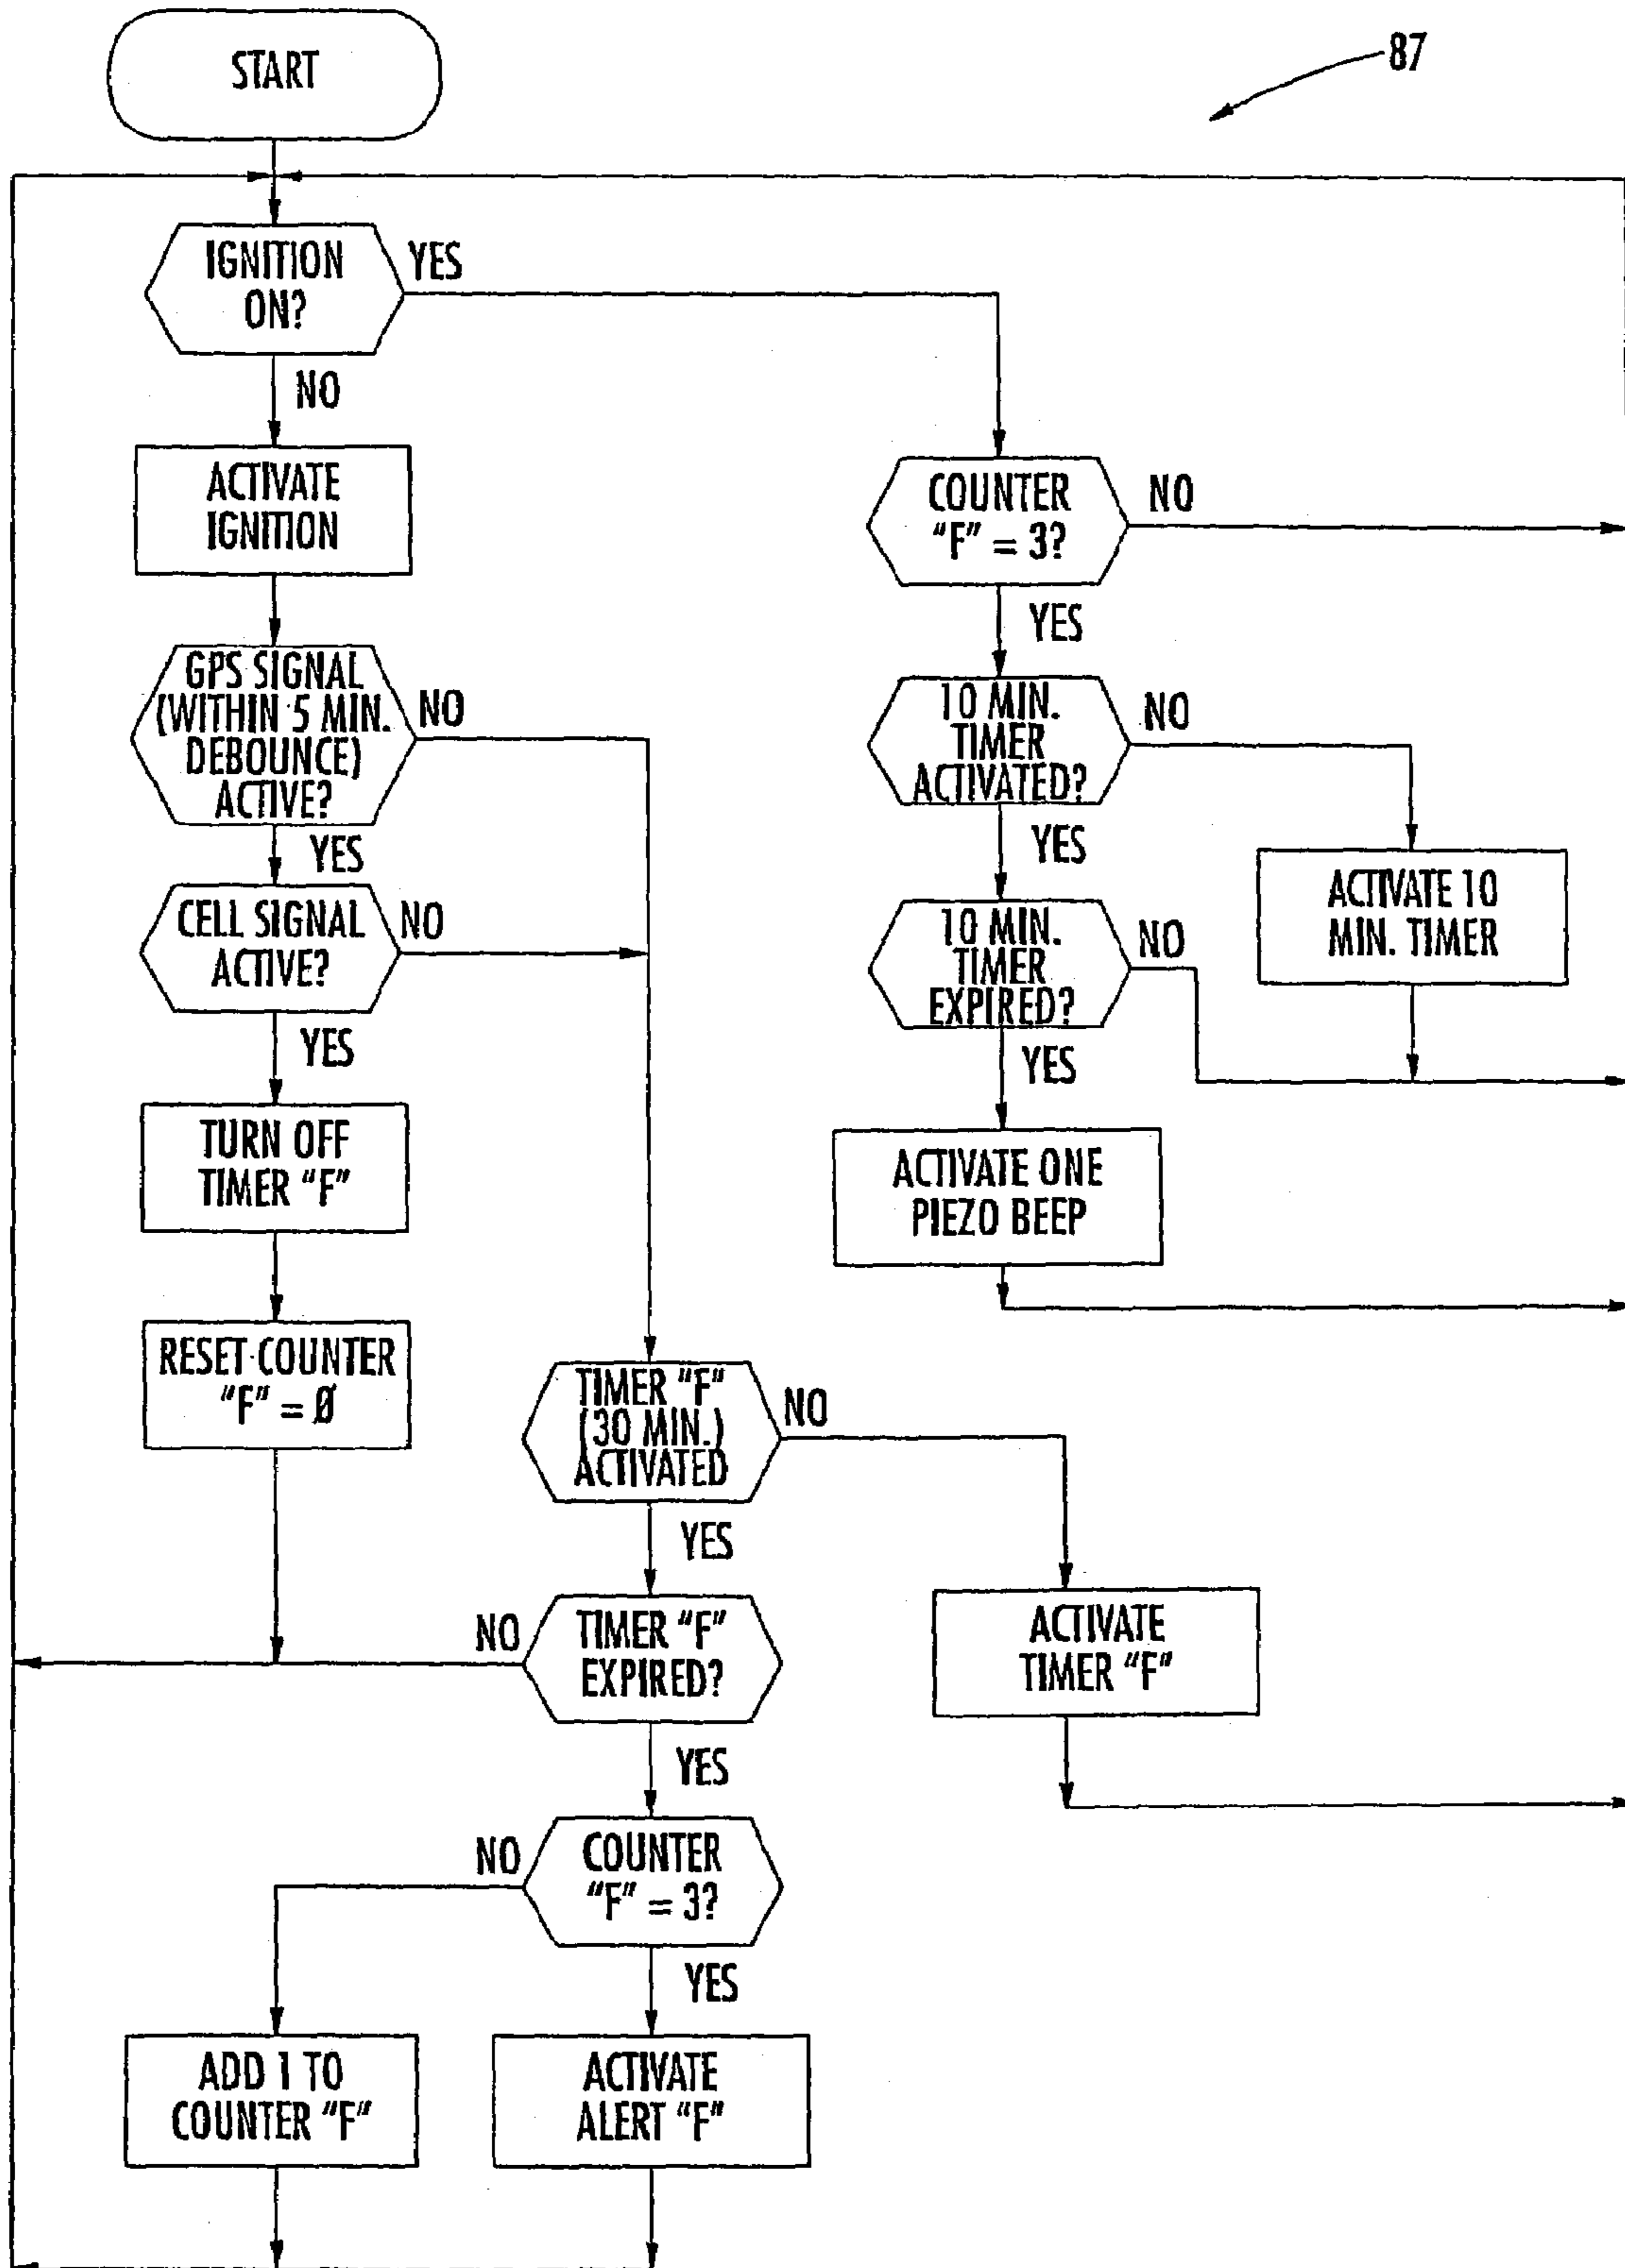 START
87
IGNITION
ON?
YES
NO
ACTIVATE
IGNITION
COUNTER
"F" = 3?
NO
YES
GPS SIGNAL
(WITHIN 5 MIN.
DEBOUNCE)
ACTIVE?
NO
YES
10 MIN.
TIMER
ACTIVATED?
NO
YES
ACTIVATE 10
MIN. TIMER
CELL SIGNAL
ACTIVE?
NO
YES
10 MIN.
TIMER
EXPIRED?
NO
YES
TURN OFF
TIMER "F"
ACTIVATE ONE
PIEZO BEEP
RESET COUNTER
"F" = Ø
TIMER "F"
(30 MIN.)
ACTIVATED
NO
YES
TIMER "F"
EXPIRED?
NO
YES
ACTIVATE
TIMER "F"
COUNTER
"F" = 3?
NO
YES
ADD 1 TO
COUNTER "F"
ACTIVATE
ALERT "F"